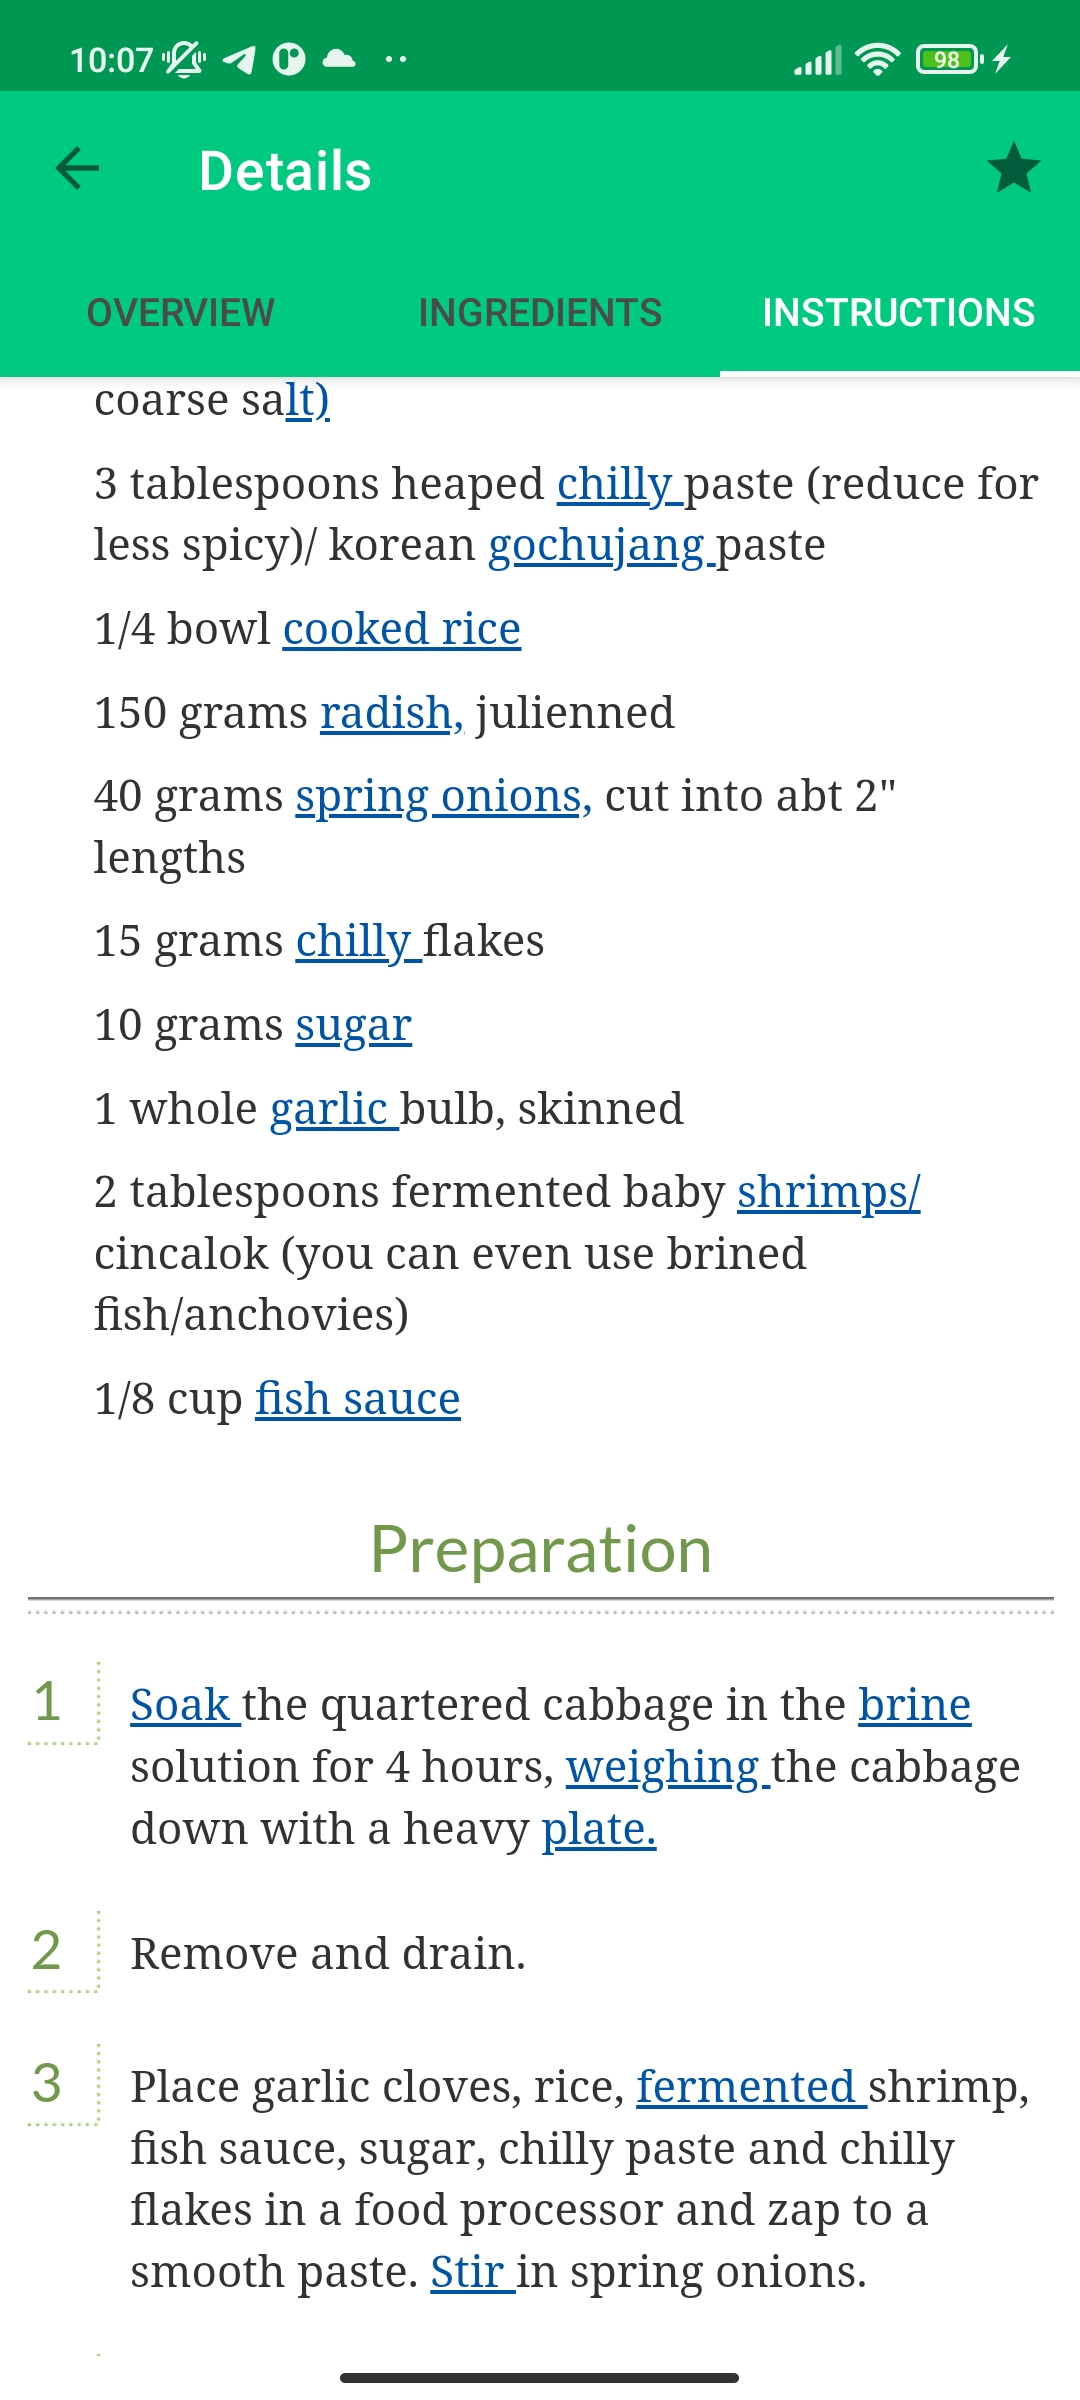 10:07
98
Details
OVERVIEW INGREDIENTS INSTRUCTIONS
coarse salt)
3 tablespoons heaped chilly paste (reduce for
less spicy)/ korean gochujang paste
1/4 bowl cooked rice
150 grams radish, julienned
40 grams spring onions, cut into abt 2"
lengths
15 grams chilly flakes
10 grams sugar
1 whole garlic bulb, skinned
2 tablespoons fermented baby shrimps/
cincalok (you can even use brined
fish/anchovies)
1/8 cup fish sauce
Preparation
1 Soak the quartered cabbage in the brine
solution for 4 hours, weighing the cabbage
down with a heavy plate.
2 Remove and drain.
3 Place garlic cloves, rice, fermented shrimp,
fish sauce, sugar, chilly paste and chilly
flakes in a food processor and zap to a
smooth paste. Stir in spring onions.